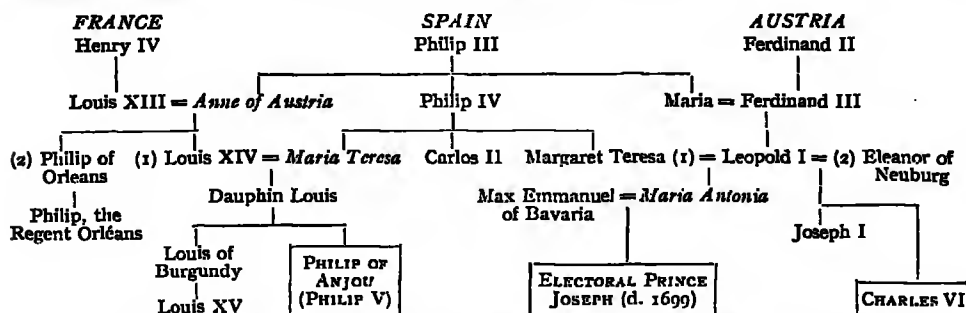 FRANCE SPAIN AUSTRIA
Henry IV Philip III Ferdinand II
Louis XIII = Anne of Austria Philip IV Maria = Ferdinand III
(2) Philip of Orleans (1) Louis XIV = Maria Teresa Carlos II Margaret Teresa (1) = Leopold I = (2) Eleanor of Neuburg
Philip, the Regent Orléans Dauphin Louis Max Emmanuel of Bavaria = Maria Antonia Joseph I
Louis of Burgundy
PHILIP OF ANJOU (PHILIP V)
ELECTORAL PRINCE JOSEPH (d. 1699)
Louis XV
CHARLES VI